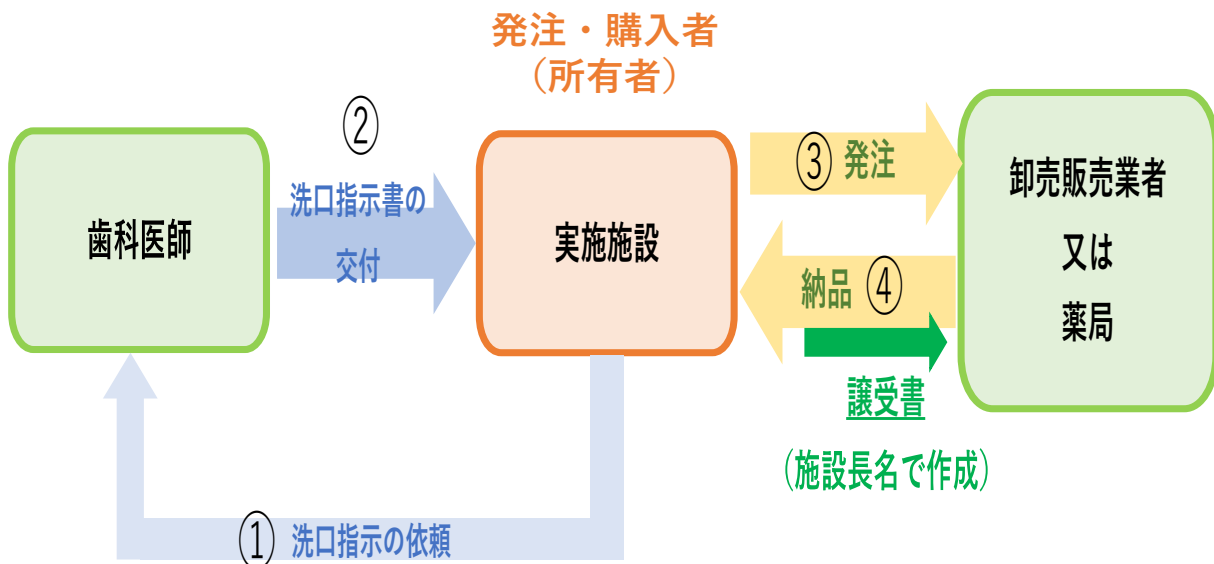 発注・購入者
（所有者）
②
洗口指示書の
交付
歯科医師
実施施設
③ 発注
納品 ④
卸売販売業者
又は
薬局
譲受書
（施設長名で作成）
① 洗口指示の依頼